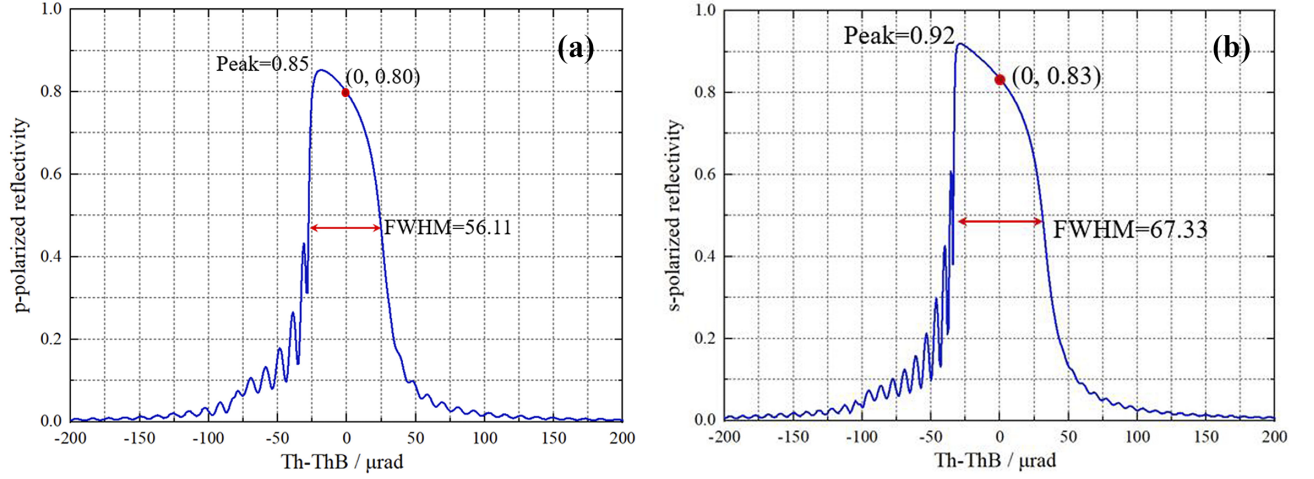 (a)
Peak=0.85
(0, 0.80)
FWHM=56.11
p-polarized reflectivity
1.0
0.8
0.6
0.4
0.2
0.0
-200 -150 -100 -50 0 50 100 150 200
Th-ThB / μrad
(b)
Peak=0.92
(0, 0.83)
FWHM=67.33
s-polarized reflectivity
1.0
0.8
0.6
0.4
0.2
0.0
-200 -150 -100 -50 0 50 100 150 200
Th-ThB / μrad